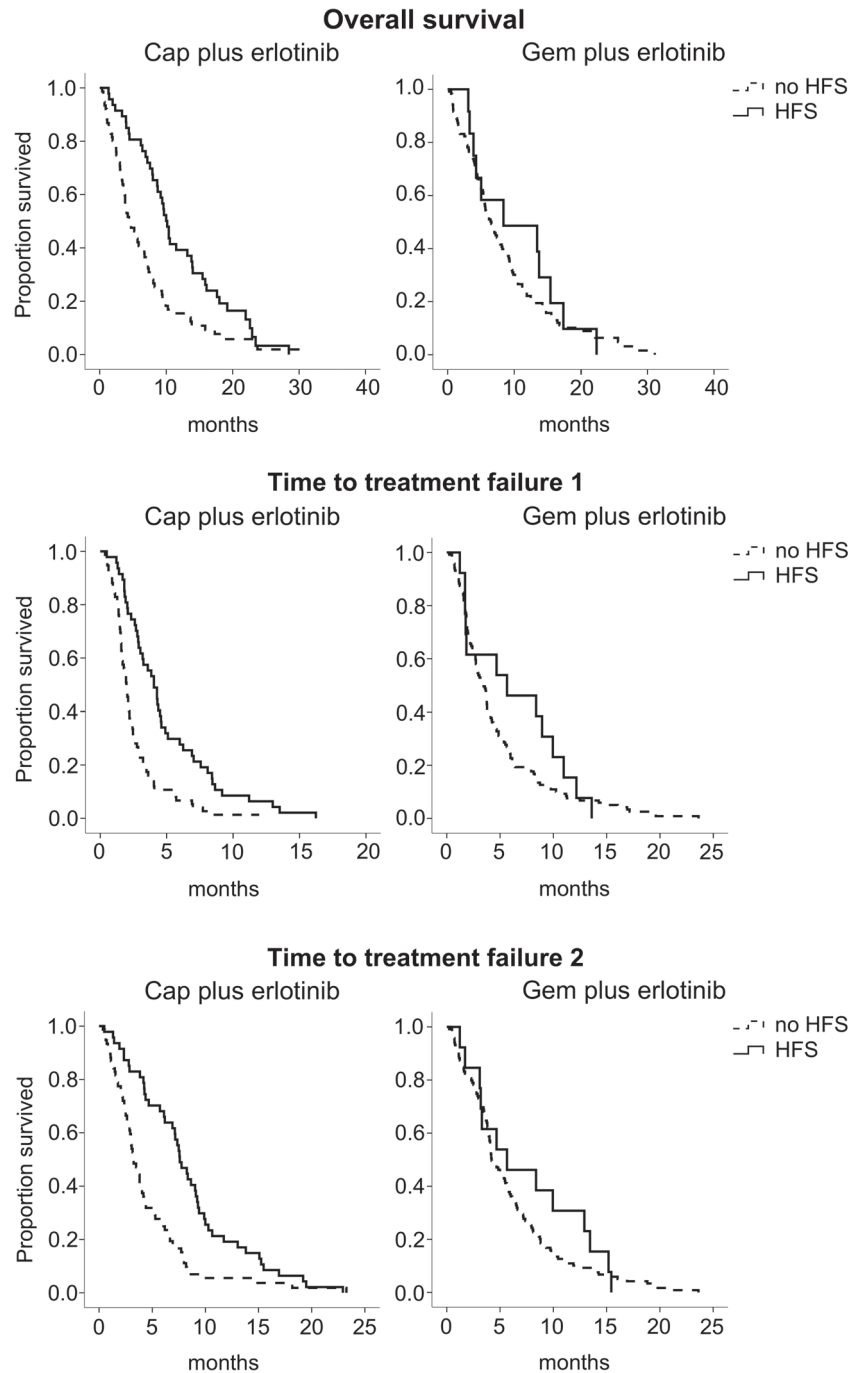 Overall survival
Cap plus erlotinib
Gem plus erlotinib
no HFS
HFS
Proportion survived
1.0
0.8
0.6
0.4
0.2
0.0
0 10 20 30 40
months
1.0
0.8
0.6
0.4
0.2
0.0
0 10 20 30 40
months
Time to treatment failure 1
Cap plus erlotinib
Gem plus erlotinib
no HFS
HFS
Proportion survived
1.0
0.8
0.6
0.4
0.2
0.0
0 5 10 15 20
months
1.0
0.8
0.6
0.4
0.2
0.0
0 5 10 15 20 25
months
Time to treatment failure 2
Cap plus erlotinib
Gem plus erlotinib
no HFS
HFS
Proportion survived
1.0
0.8
0.6
0.4
0.2
0.0
0 5 10 15 20 25
months
1.0
0.8
0.6
0.4
0.2
0.0
0 5 10 15 20 25
months